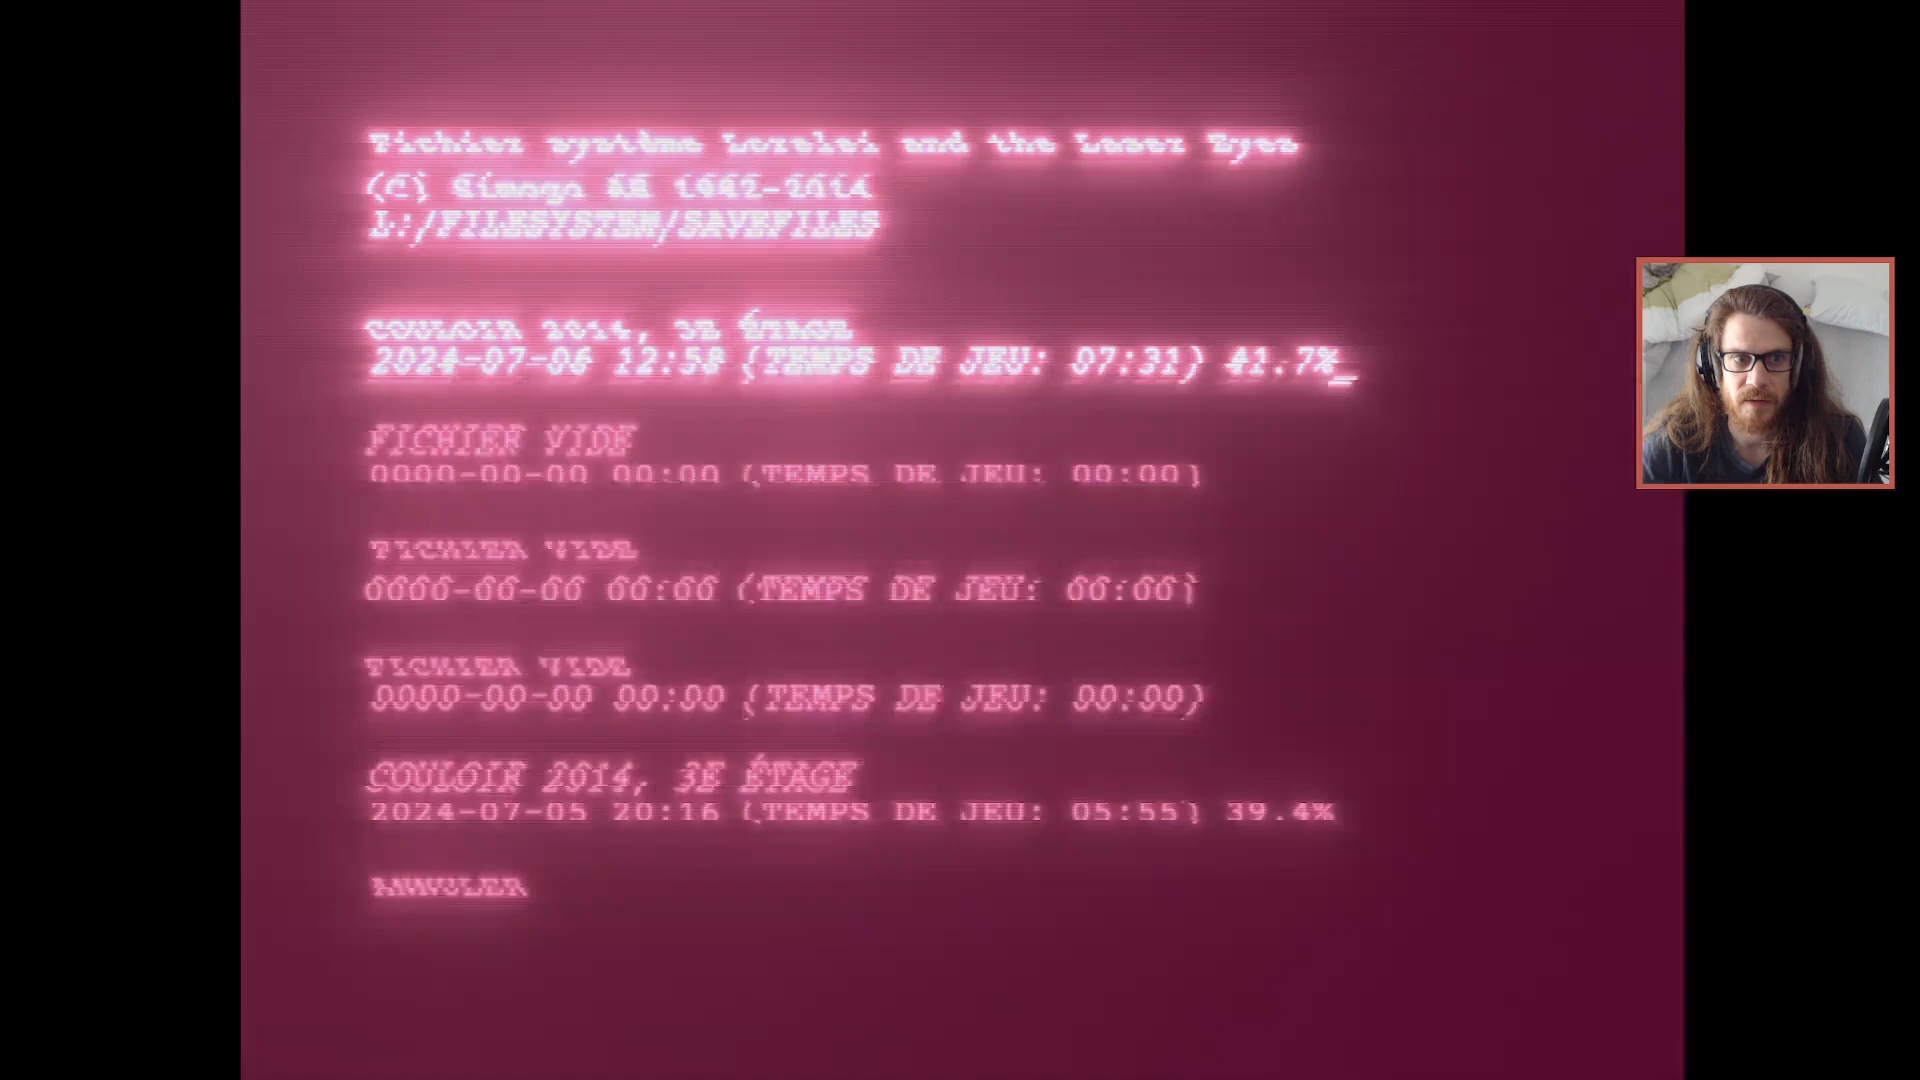 Fichier système Lorelei and the Laser Eyes
(C) Simogo AB 1982-2014
L:/FILESYSTEM/SAVEFILES
COULOIR 2014, 3E ÉTAGE
2024-07-06 12:58 (TEMPS DE JEU: 07:31) 41.7%_
FICHIER VIDE
0000-00-00 00:00 (TEMPS DE JEU: 00:00)
FICHIER VIDE
0000-00-00 00:00 (TEMPS DE JEU: 00:00)
FICHIER VIDE
0000-00-00 00:00 (TEMPS DE JEU: 00:00)
COULOIR 2014, 3E ÉTAGE
2024-07-05 20:16 (TEMPS DE JEU: 05:55) 39.4%
ANNULER